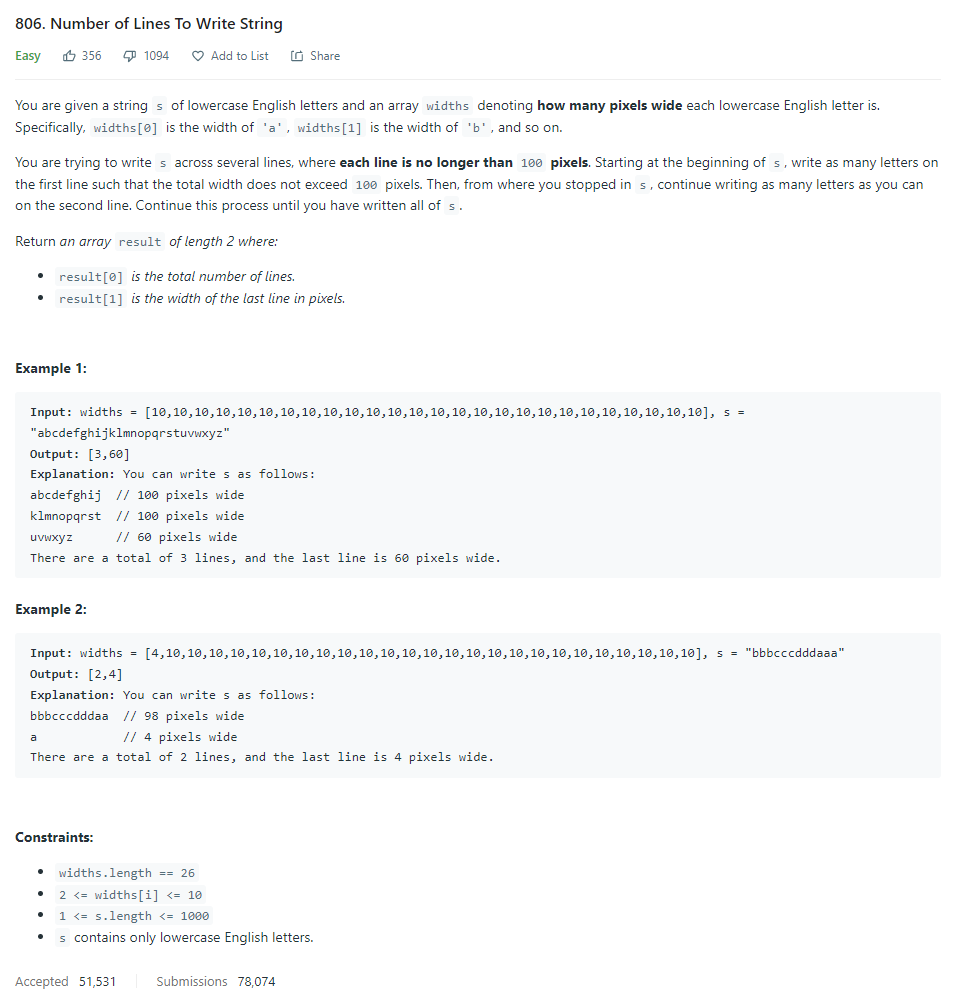 806. Number of Lines To Write String
Easy 356 1094 Add to List Share
You are given a string s of lowercase English letters and an array widths denoting how many pixels wide each lowercase English letter is.
Specifically, widths[0] is the width of 'a', widths[1] is the width of 'b', and so on.
You are trying to write s across several lines, where each line is no longer than 100 pixels. Starting at the beginning of s, write as many letters on
the first line such that the total width does not exceed 100 pixels. Then, from where you stopped in s, continue writing as many letters as you can
on the second line. Continue this process until you have written all of s.
Return an array result of length 2 where:
• result[0] is the total number of lines.
• result[1] is the width of the last line in pixels.
Example 1:
Input: widths = [10,10,10,10,10,10,10,10,10,10,10,10,10,10,10,10,10,10,10,10,10,10,10,10,10,10], s =
"abcdefghijklmnopqrstuvwxyz"
Output: [3,60]
Explanation: You can write s as follows:
abcdefghij // 100 pixels wide
klmnopqrst // 100 pixels wide
uvwxyz // 60 pixels wide
There are a total of 3 lines, and the last line is 60 pixels wide.
Example 2:
Input: widths = [4,10,10,10,10,10,10,10,10,10,10,10,10,10,10,10,10,10,10,10,10,10,10,10,10,10], s = "bbbcccdddaaa"
Output: [2,4]
Explanation: You can write s as follows:
bbbcccdddaa // 98 pixels wide
a // 4 pixels wide
There are a total of 2 lines, and the last line is 4 pixels wide.
Constraints:
• widths.length == 26
• 2 <= widths[i] <= 10
• 1 <= s.length <= 1000
• s contains only lowercase English letters.
Accepted 51,531 Submissions 78,074